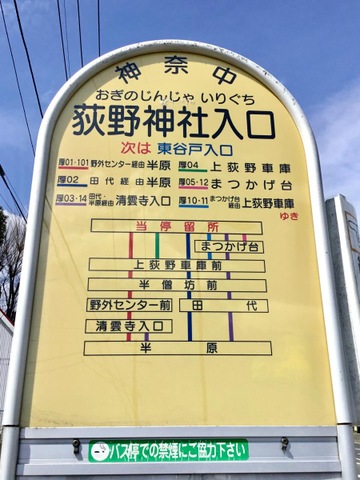 神奈中
おぎのじんじゃ いりぐち
荻野神社入口
次は 東谷戸入口
厚01・101 野外センター経由 半原
厚04 上荻野車庫
厚02 田代経由 半原
厚05・12 まつかげ台
厚03・14 田代・半原経由 清雲寺入口
厚10・11 まつかげ台経由 上荻野車庫
ゆき
当停留所
まつかげ台
上荻野車庫前
半僧坊前
野外センター前 田代
清雲寺入口
半原
バス停での禁煙にご協力下さい